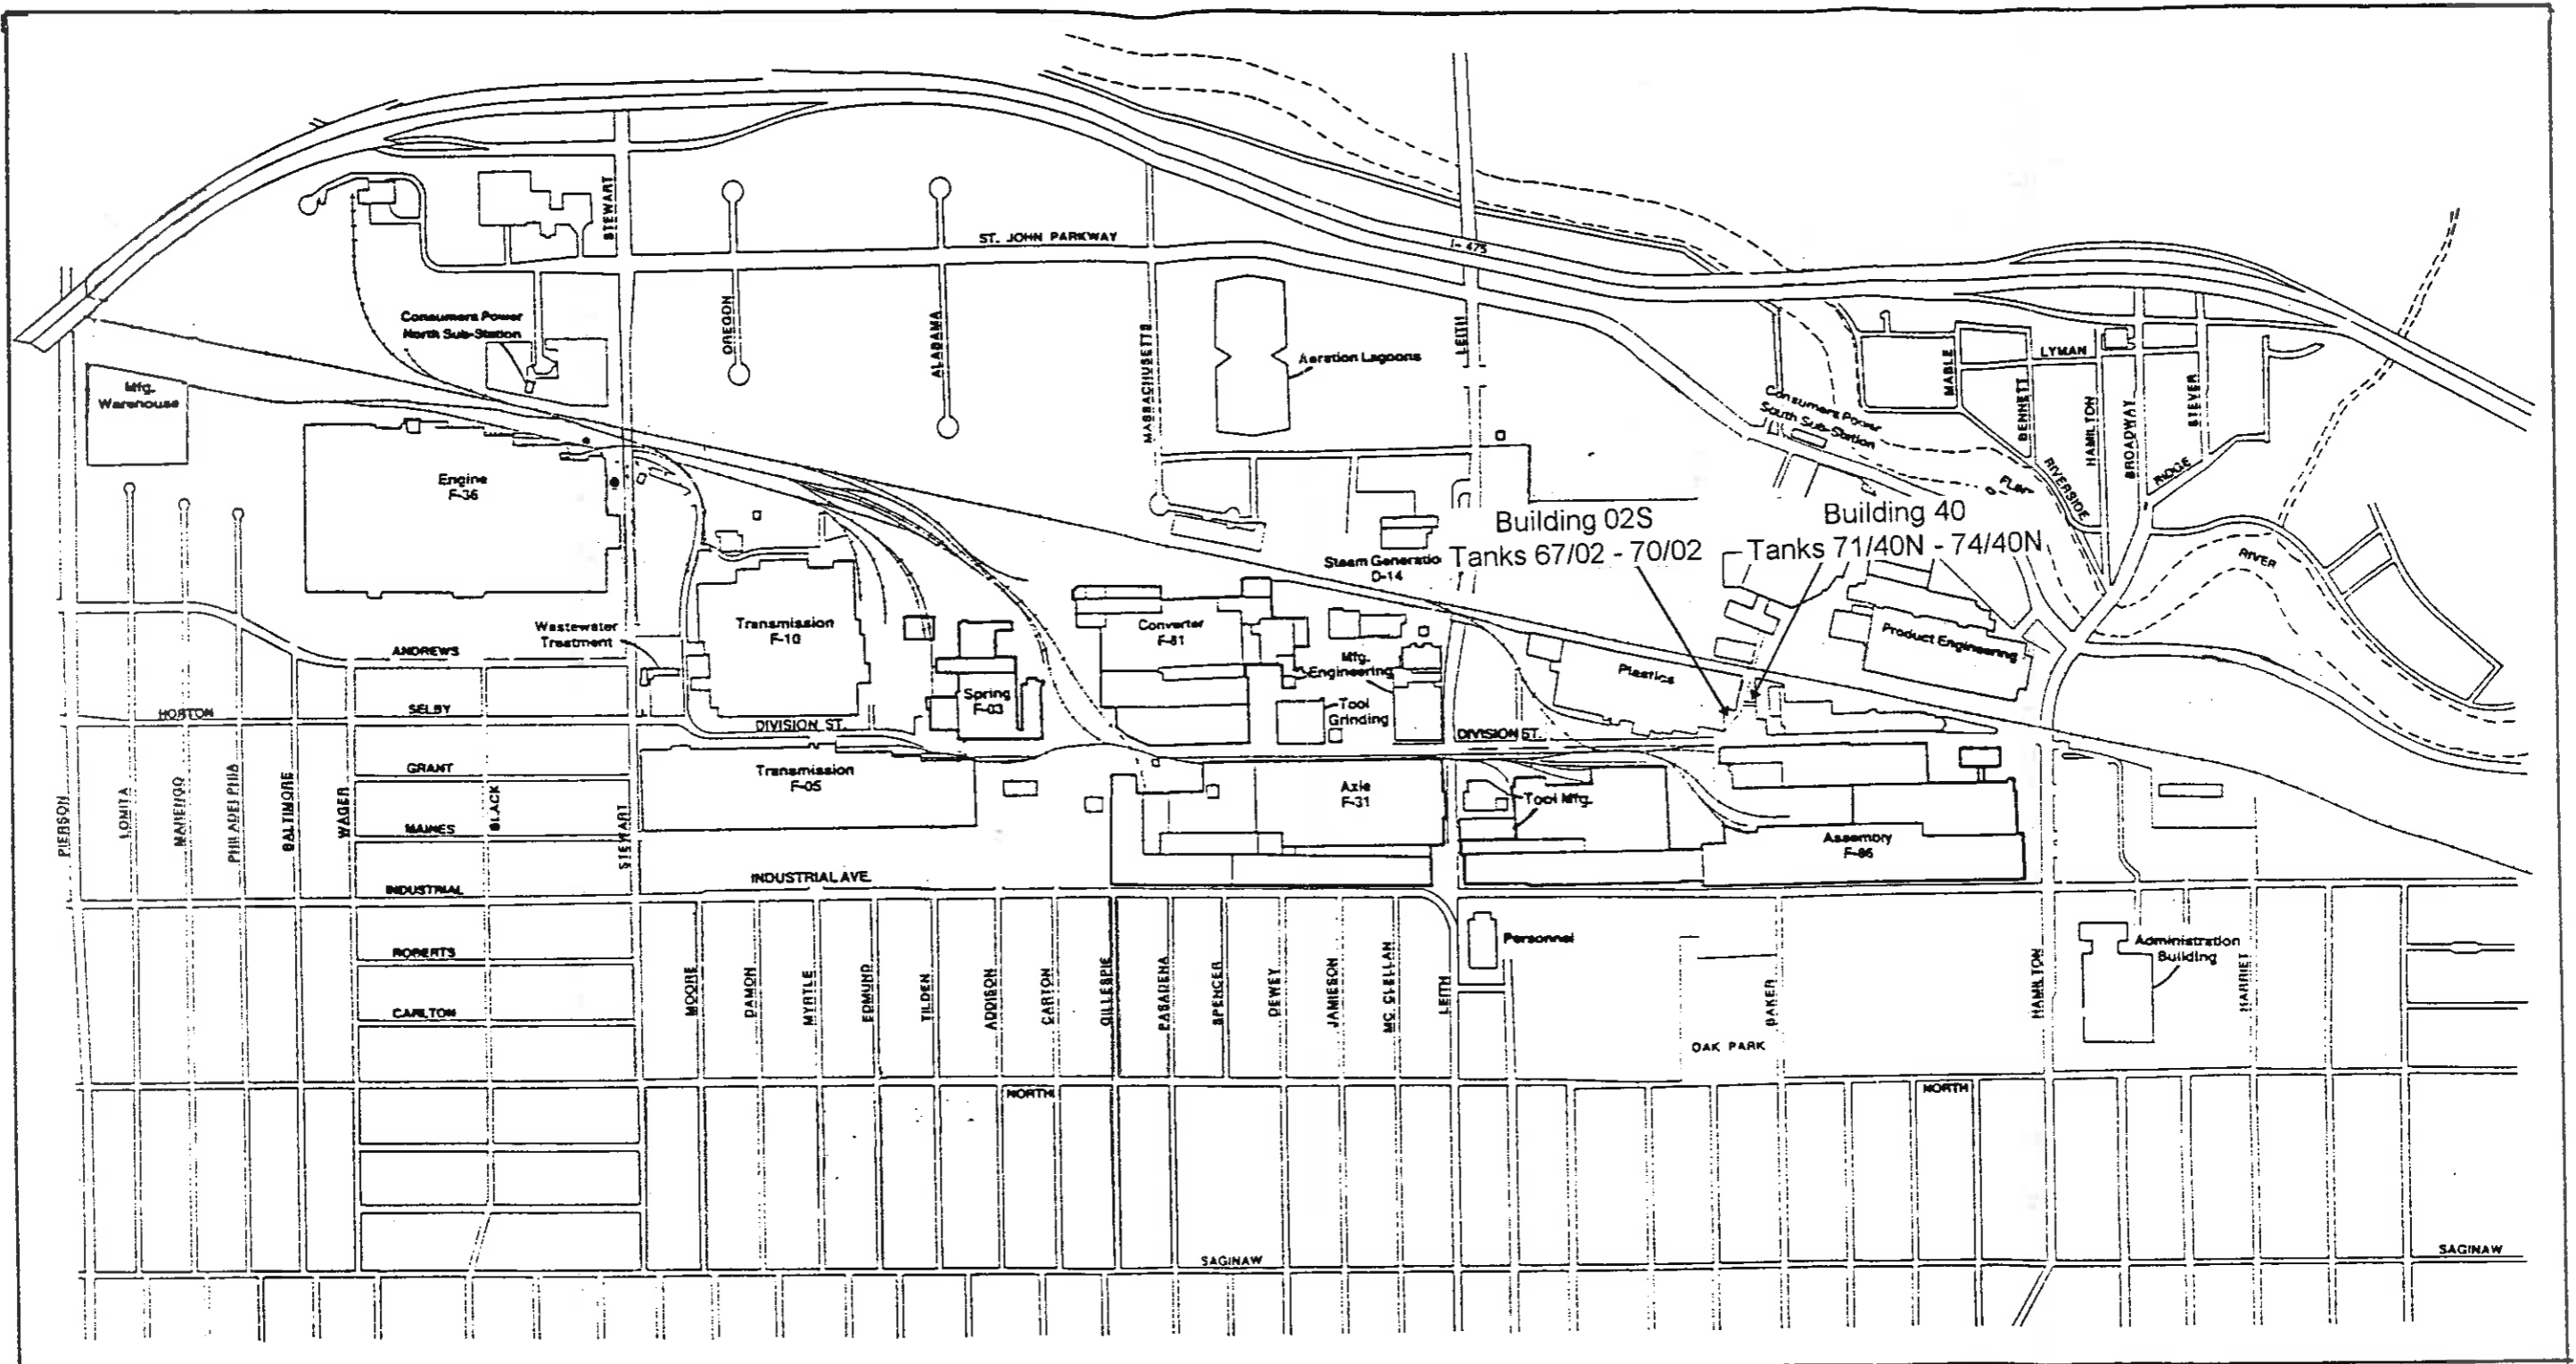 STEWART
ST. JOHN PARKWAY
I-475
Consumers Power
North Sub-Station
OREGON
ALABAMA
MASSACHUSETTS
LEITH
Aeration Lagoons
MABLE
LYMAN
BENNETT
HAMILTON
BROADWAY
STEVER
RIDGE
RIVERSIDE
Consumers Power
South Sub-Station
Mfg.
Warehouse
Engine
F-36
FLINT
RIVER
Building 02S
Tanks 67/02 - 70/02
Building 40
Tanks 71/40N - 74/40N
Steam Generatio
D-14
Wastewater
Treatment
Transmission
F-10
Converter
F-81
Mfg.
Engineering
Product Engineering
Plastics
Spring
F-03
Tool
Grinding
ANDREWS
HORTON
SELBY
DIVISION ST.
DIVISION ST.
GRANT
Transmission
F-05
Axle
F-31
Tool Mfg.
Assembly
F-86
PIERSON
LOMITA
MARENGO
PHILADELPHIA
BALTIMORE
WAGER
BLACK
STEWART
MAINES
INDUSTRIAL
INDUSTRIAL AVE.
ROBERTS
CARLTON
MOORE
DAMON
MYRTLE
EDMUND
TILDEN
ADDISON
CARTON
GILLESPIE
PASADENA
SPENCER
DEWEY
JAMIESON
MC CLELLAN
LEITH
Personnel
BAKER
OAK PARK
HAMILTON
Administration
Building
HARRIET
NORTH
NORTH
SAGINAW
SAGINAW